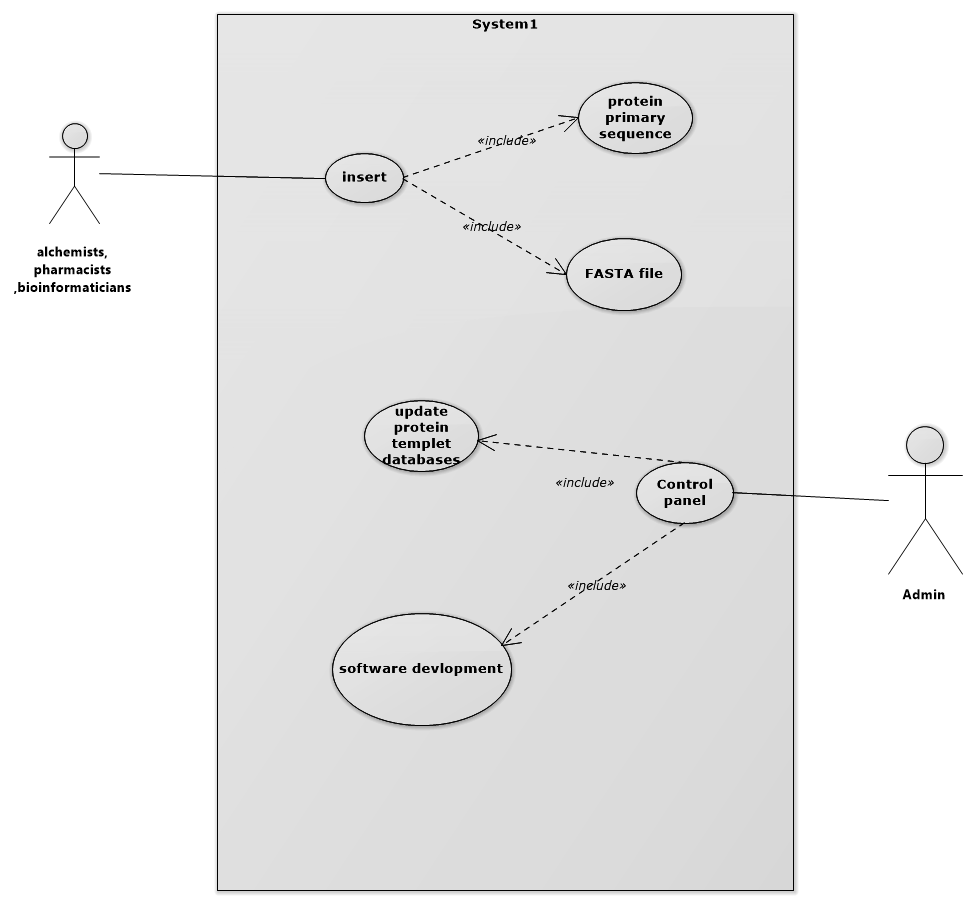 System1
protein
primary
sequence
«include»
insert
«include»
alchemists,
pharmacists
,bioinformaticians
FASTA file
update
protein
templet
databases
«include»
Control
panel
«include»
Admin
software devlopment